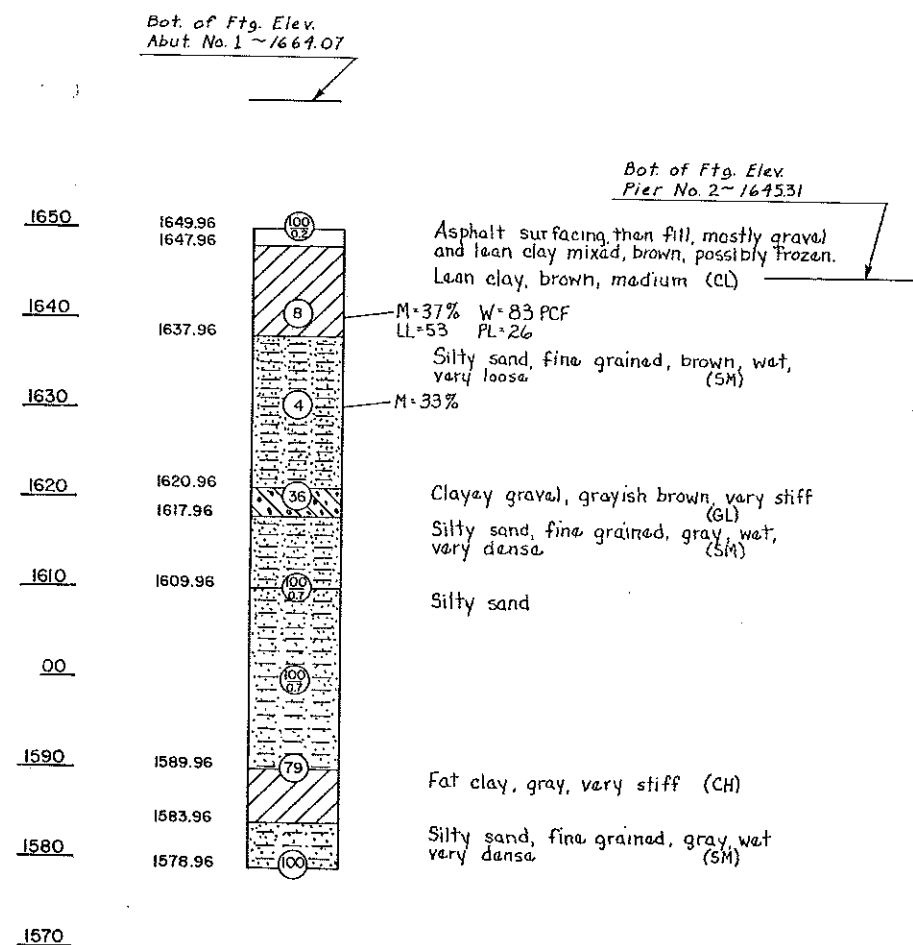 Bot. of Ftg. Elev.
Abut. No. 1 ~ 1664.07
Bot. of Ftg. Elev.
Pier No. 2 ~ 1645.31
1650
1649.96
100
0.2
Asphalt surfacing, then fill, mostly gravel
1647.96
and lean clay mixed, brown, possibly frozen.
Lean clay, brown, medium (CL)
1640
8
M=37% W=83 PCF
1637.96
LL=53 PL=26
Silty sand, fine grained, brown, wet,
very loose (SM)
1630
4
M=33%
1620
1620.96
36
Clayey gravel, grayish brown, very stiff
(GL)
1617.96
Silty sand, fine grained, gray, wet,
very dense (SM)
1610
1609.96
100
0.7
Silty sand
00
100
0.7
1590
1589.96
79
Fat clay, gray, very stiff (CH)
1583.96
Silty sand, fine grained, gray, wet
very dense (SM)
1580
1578.96
100
1570